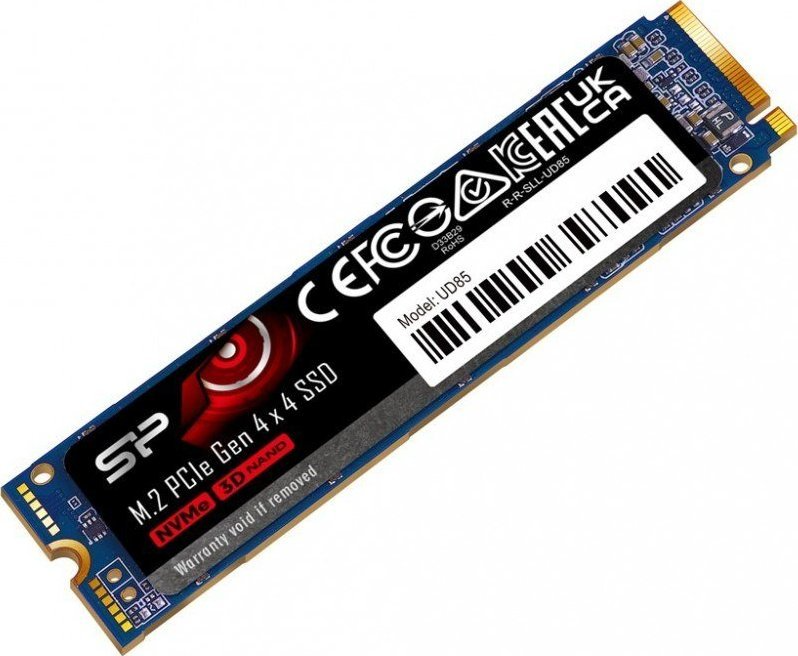 SP
M.2 PCIe Gen 4 x 4 SSD
NVMe 3D NAND
Warranty void if removed
CE FC EAC UK
CA
D33B29
RoHS
R-R-SLL-UD85
Model: UD85